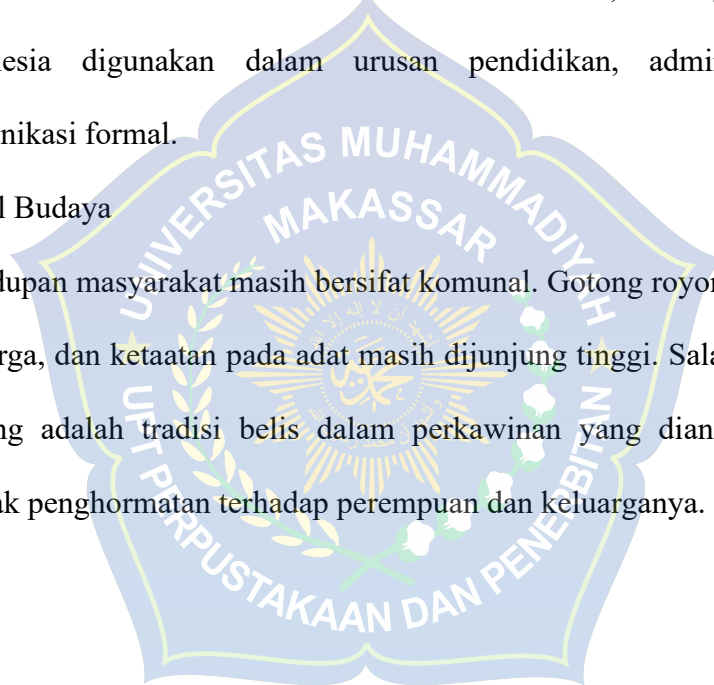 nesia digunakan dalam urusan pendidikan, admi
nikasi formal.
l Budaya
dupan masyarakat masih bersifat komunal. Gotong royon
rga, dan ketaatan pada adat masih dijunjung tinggi. Sala
ng adalah tradisi belis dalam perkawinan yang dian
ak penghormatan terhadap perempuan dan keluarganya.
UNIVERSITAS MUHAMMADIYAH
MAKASSAR
UPT PERPUSTAKAAN DAN PENERBITAN